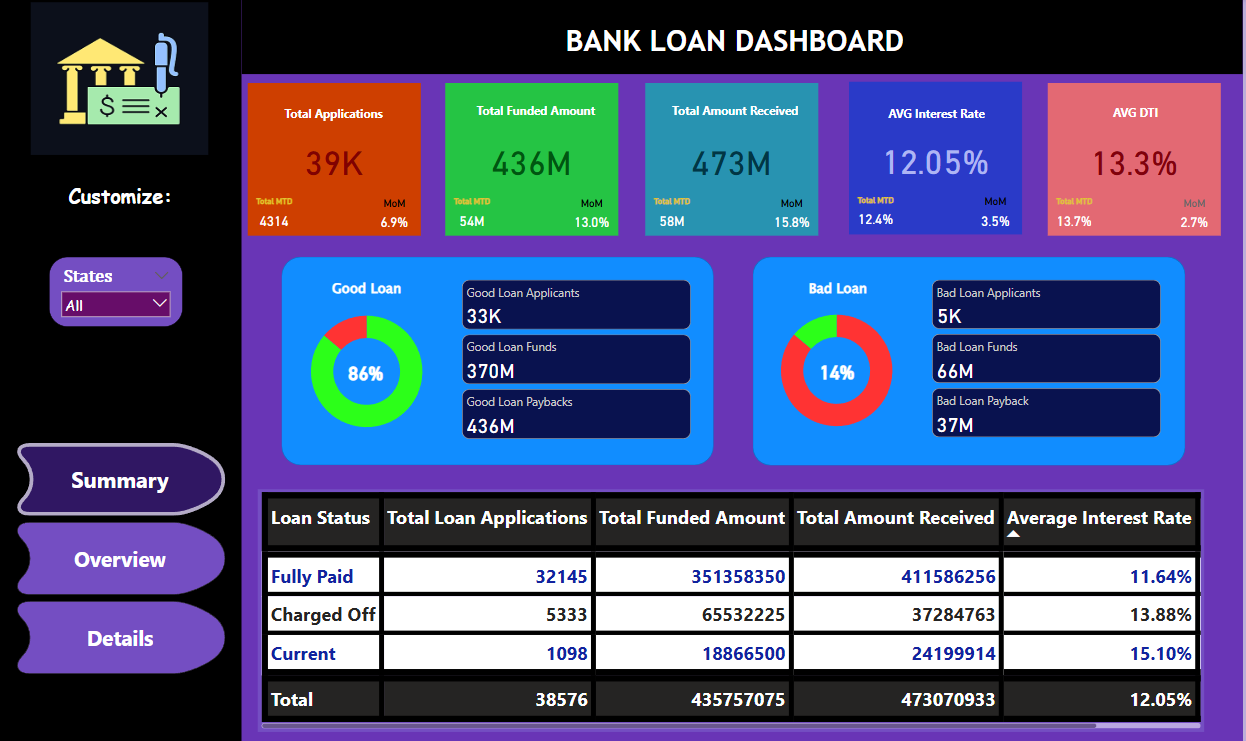 BANK LOAN DASHBOARD
$ x
Customize:
States
All
Summary
Overview
Details
Total Applications
39K
Total MTD
4314
MoM
6.9%
Total Funded Amount
436M
Total MTD
54M
MoM
13.0%
Total Amount Received
473M
Total MTD
58M
MoM
15.8%
AVG Interest Rate
12.05%
Total MTD
12.4%
MoM
3.5%
AVG DTI
13.3%
Total MTD
13.7%
MoM
2.7%
Good Loan
86%
Good Loan Applicants
33K
Good Loan Funds
370M
Good Loan Paybacks
436M
Bad Loan
14%
Bad Loan Applicants
5K
Bad Loan Funds
66M
Bad Loan Payback
37M
Loan Status Total Loan Applications Total Funded Amount Total Amount Received Average Interest Rate
Fully Paid 32145 351358350 411586256 11.64%
Charged Off 5333 65532225 37284763 13.88%
Current 1098 18866500 24199914 15.10%
Total 38576 435757075 473070933 12.05%